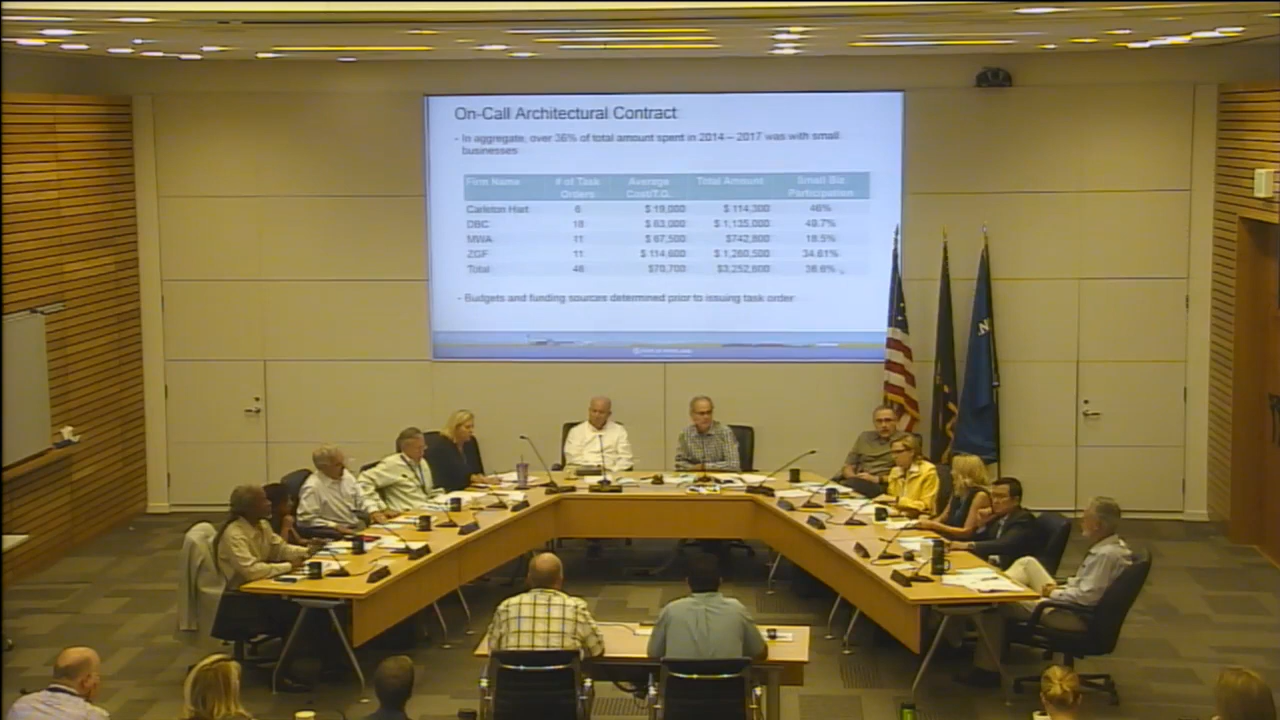 On-Call Architectural Contract
- In aggregate, over 36% of total amount spent in 2014 – 2017 was with small
businesses
Firm Name # of Task Orders Average Cost/T.O. Total Amount Small Biz Participation
Carleton Hart 6 $ 19,000 $ 114,300 46%
DBC 18 $ 63,000 $ 1,135,000 49.7%
MWA 11 $ 67,500 $742,800 18.5%
ZGF 11 $ 114,600 $ 1,260,500 34.61%
Total 46 $70,700 $3,252,600 36.6%
- Budgets and funding sources determined prior to issuing task order